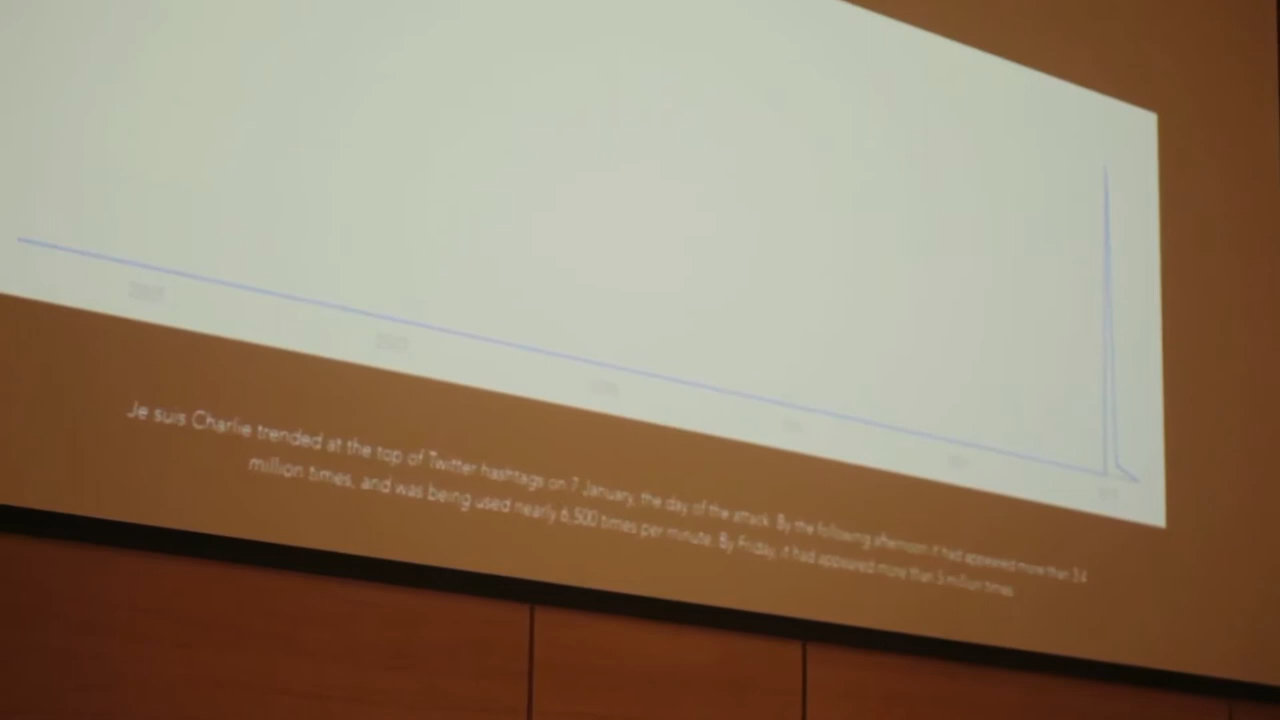 Je suis Charlie trended at the top of Twitter hashtags on 7 January, the day of the attack. By the following afternoon it had appeared more than 3.4
million times, and was being used nearly 6,500 times per minute. By Friday, it had appeared more than 5 million times.